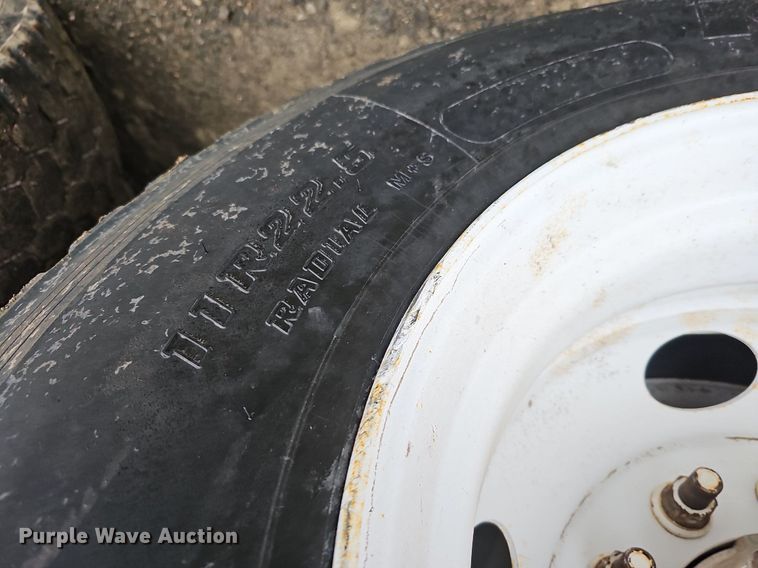 11R22.5
RADIAL M+S
Purple Wave Auction